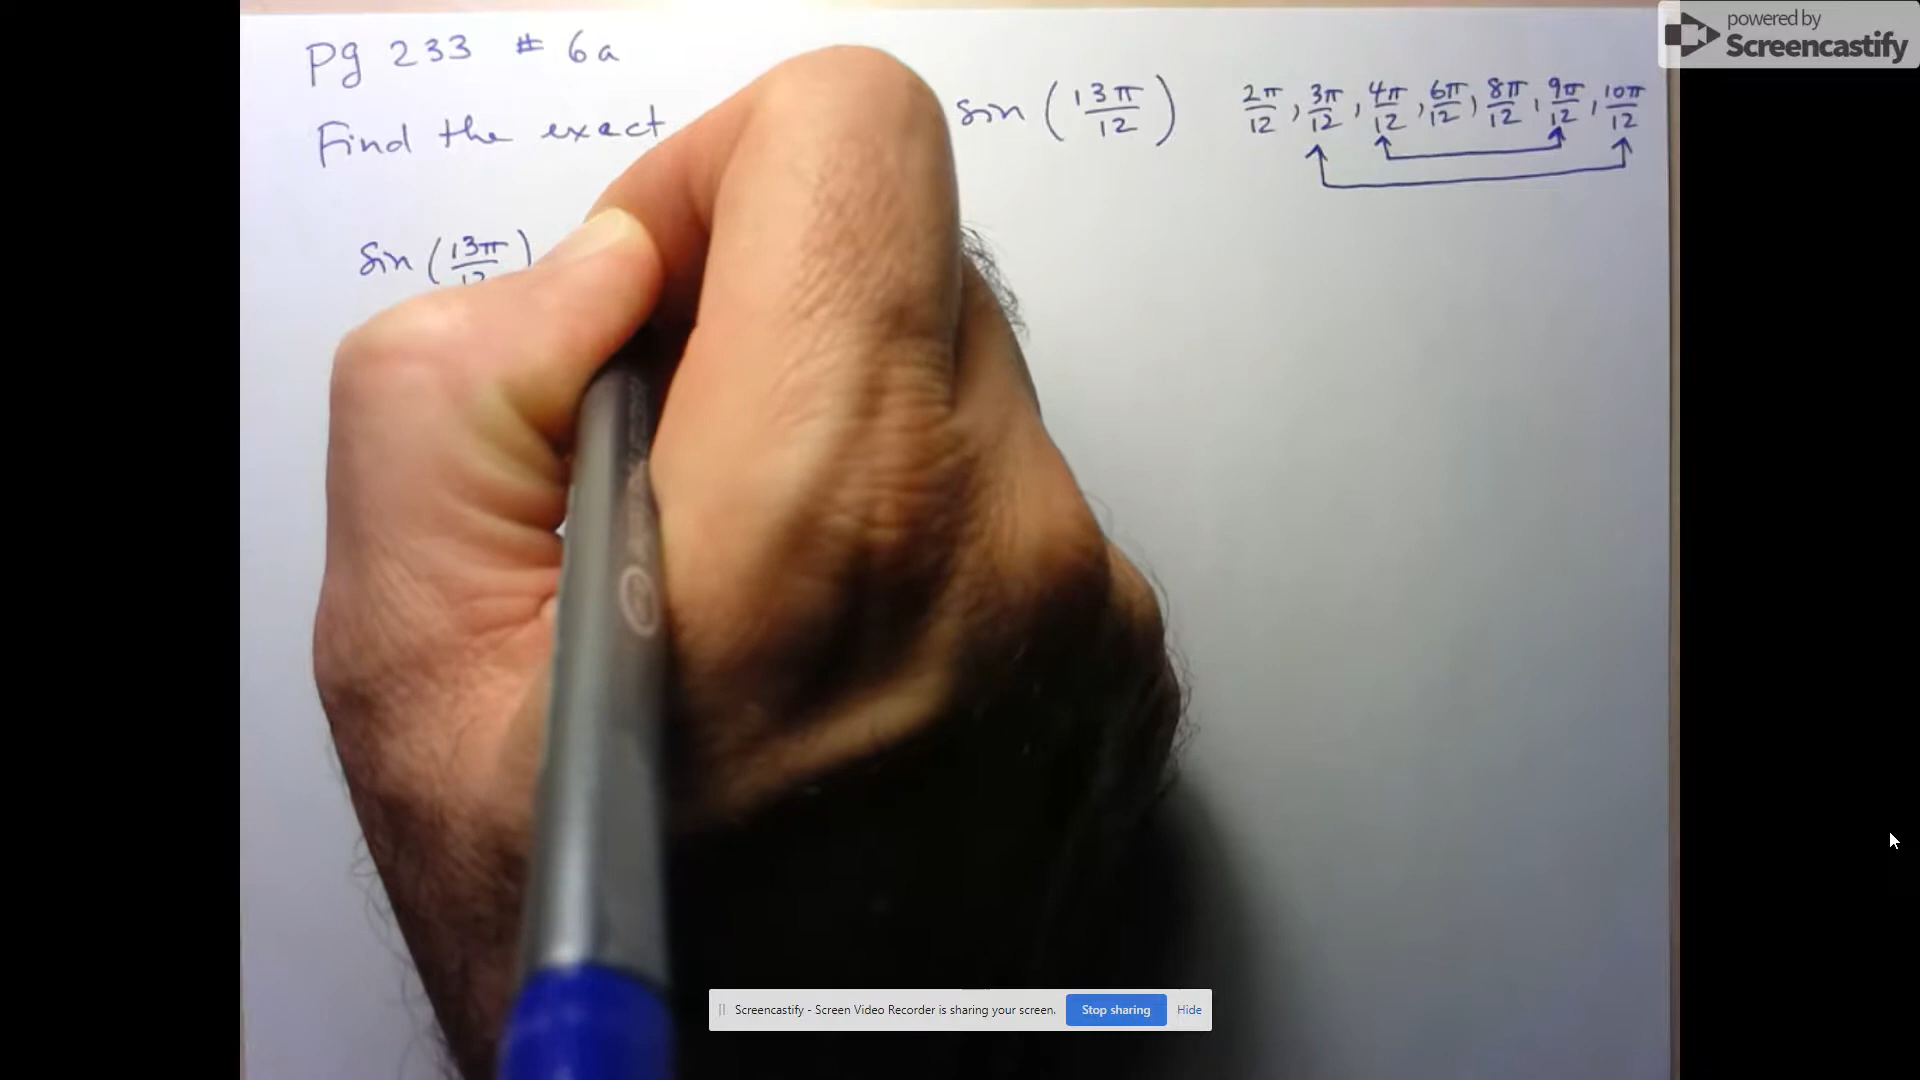 pg 233 # 6a
Find the exact sin (13π/12) 2π/12, 3π/12, 4π/12, 6π/12, 8π/12, 9π/12, 10π/12
sin (13π/12)
powered by
Screencastify
Screencastify - Screen Video Recorder is sharing your screen. Stop sharing Hide